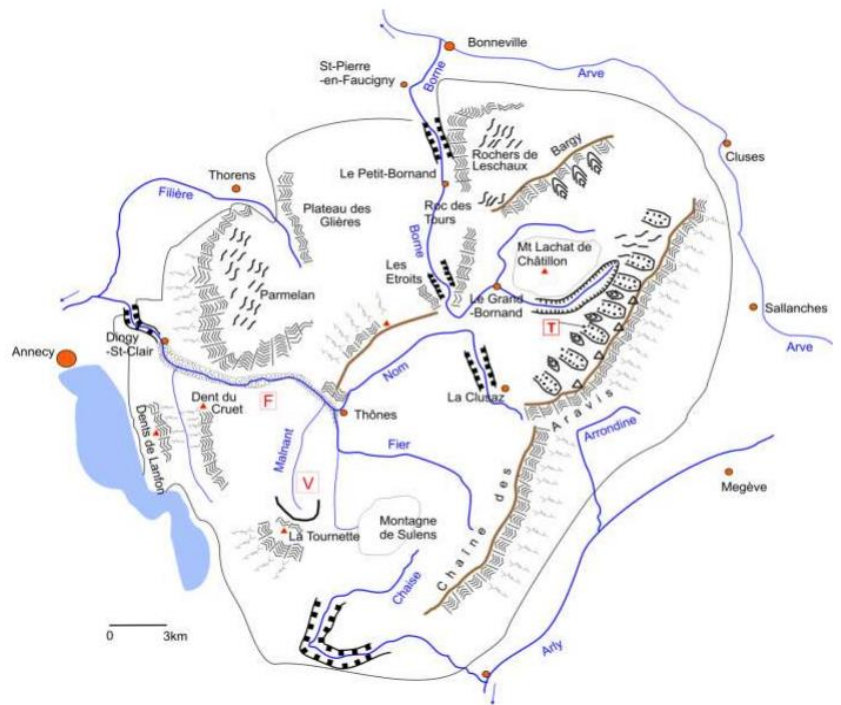 Bonneville
St-Pierre
-en-Faucigny
Borne
Arve
Cluses
Bargy
Rochers de
Leschaux
Le Petit-Bornand
Thorens
Filière
Plateau des
Glières
Roc des
Tours
Borne
Mt Lachat de
Châtillon
Les
Etroits
Parmelan
Le Grand
-Bornand
Sallanches
T
Arve
Dingy
-St-Clair
Annecy
Nom
La Clusaz
Dent du
Cruet
F
Thônes
Aravis
Arrondine
Dents de Lanfon
Malnant
Fier
Megève
V
La Tournette
Montagne
de Sulens
Chaîne des
Chaise
0 3km
Arly